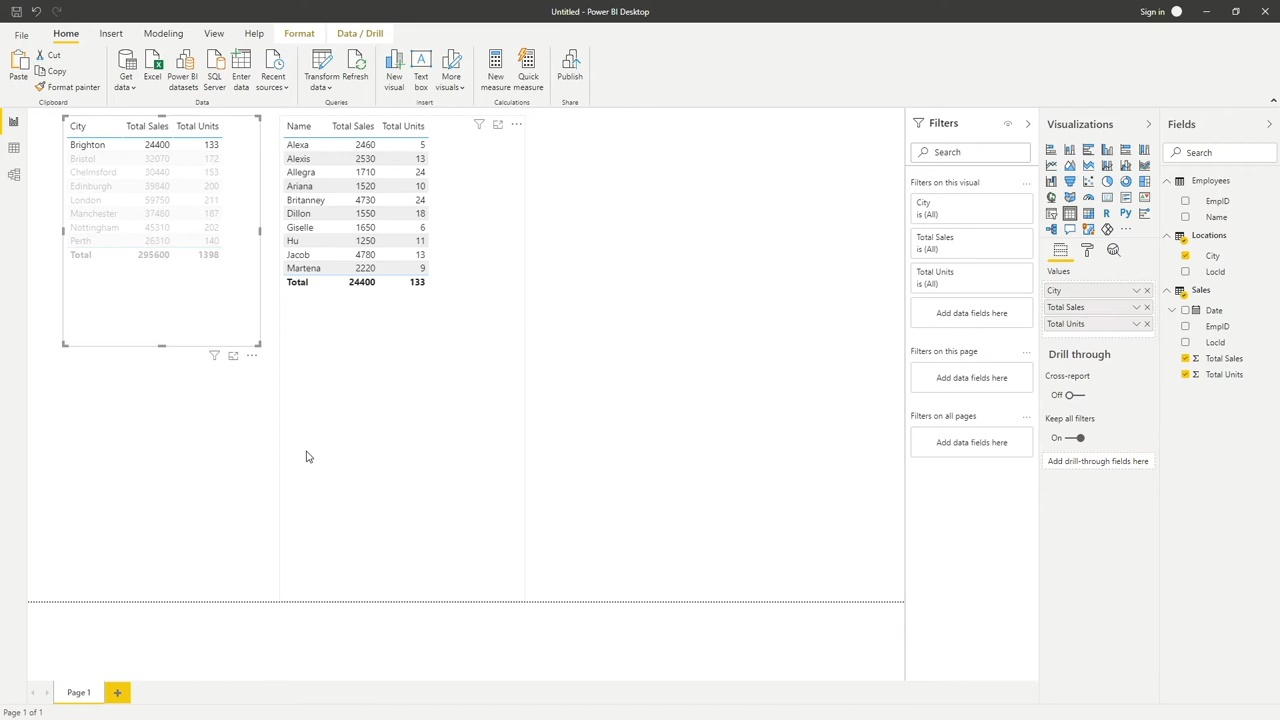 Untitled - Power BI Desktop
Sign in
File Home Insert Modeling View Help Format Data / Drill
Paste
Cut
Copy
Format painter
Clipboard
Get data
Excel
Power BI datasets
SQL Server
Enter data
Recent sources
Data
Transform data
Refresh
Queries
New visual
Text box
More visuals
Insert
New measure
Quick measure
Calculations
Publish
Share
City Total Sales Total Units
Brighton 24400 133
Bristol 32070 172
Chelmsford 30440 153
Edinburgh 39840 200
London 59750 211
Manchester 37480 187
Nottingham 45310 202
Perth 26310 140
Total 295600 1398
Name Total Sales Total Units
Alexa 2460 5
Alexis 2530 13
Allegra 1710 24
Ariana 1520 10
Britanney 4730 24
Dillon 1550 18
Giselle 1650 6
Hu 1250 11
Jacob 4780 13
Martena 2220 9
Total 24400 133
Filters
Search
Filters on this visual
City
is (All)
Total Sales
is (All)
Total Units
is (All)
Add data fields here
Filters on this page
Add data fields here
Filters on all pages
Add data fields here
Visualizations
R Py
Values
City
Total Sales
Total Units
Drill through
Cross-report
Off
Keep all filters
On
Add drill-through fields here
Fields
Search
Employees
EmpID
Name
Locations
City
LocId
Sales
Date
EmpID
LocId
Σ Total Sales
Σ Total Units
Page 1
Page 1 of 1